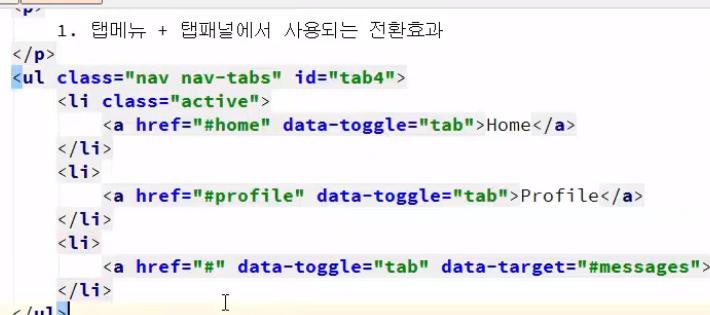 <p>
1. 탭메뉴 + 탭패널에서 사용되는 전환효과
</p>
<ul class="nav nav-tabs" id="tab4">
<li class="active">
<a href="#home" data-toggle="tab">Home</a>
</li>
<li>
<a href="#profile" data-toggle="tab">Profile</a>
</li>
<li>
<a href="#" data-toggle="tab" data-target="#messages">
</li>
</ul>